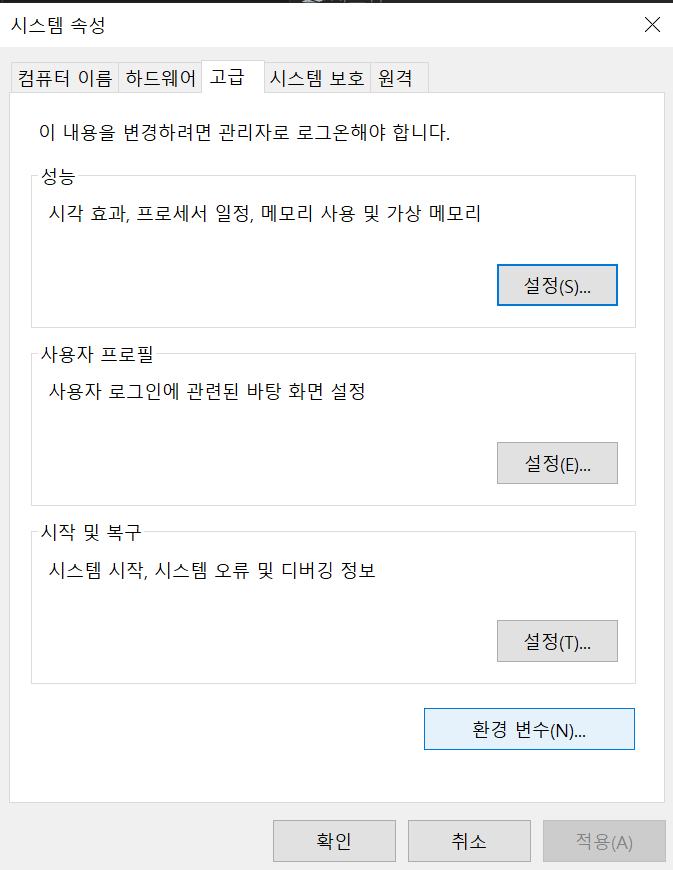 시스템 속성
컴퓨터 이름 하드웨어 고급 시스템 보호 원격
이 내용을 변경하려면 관리자로 로그온해야 합니다.
성능
시각 효과, 프로세서 일정, 메모리 사용 및 가상 메모리
설정(S)...
사용자 프로필
사용자 로그인에 관련된 바탕 화면 설정
설정(E)...
시작 및 복구
시스템 시작, 시스템 오류 및 디버깅 정보
설정(T)...
환경 변수(N)...
확인 취소 적용(A)